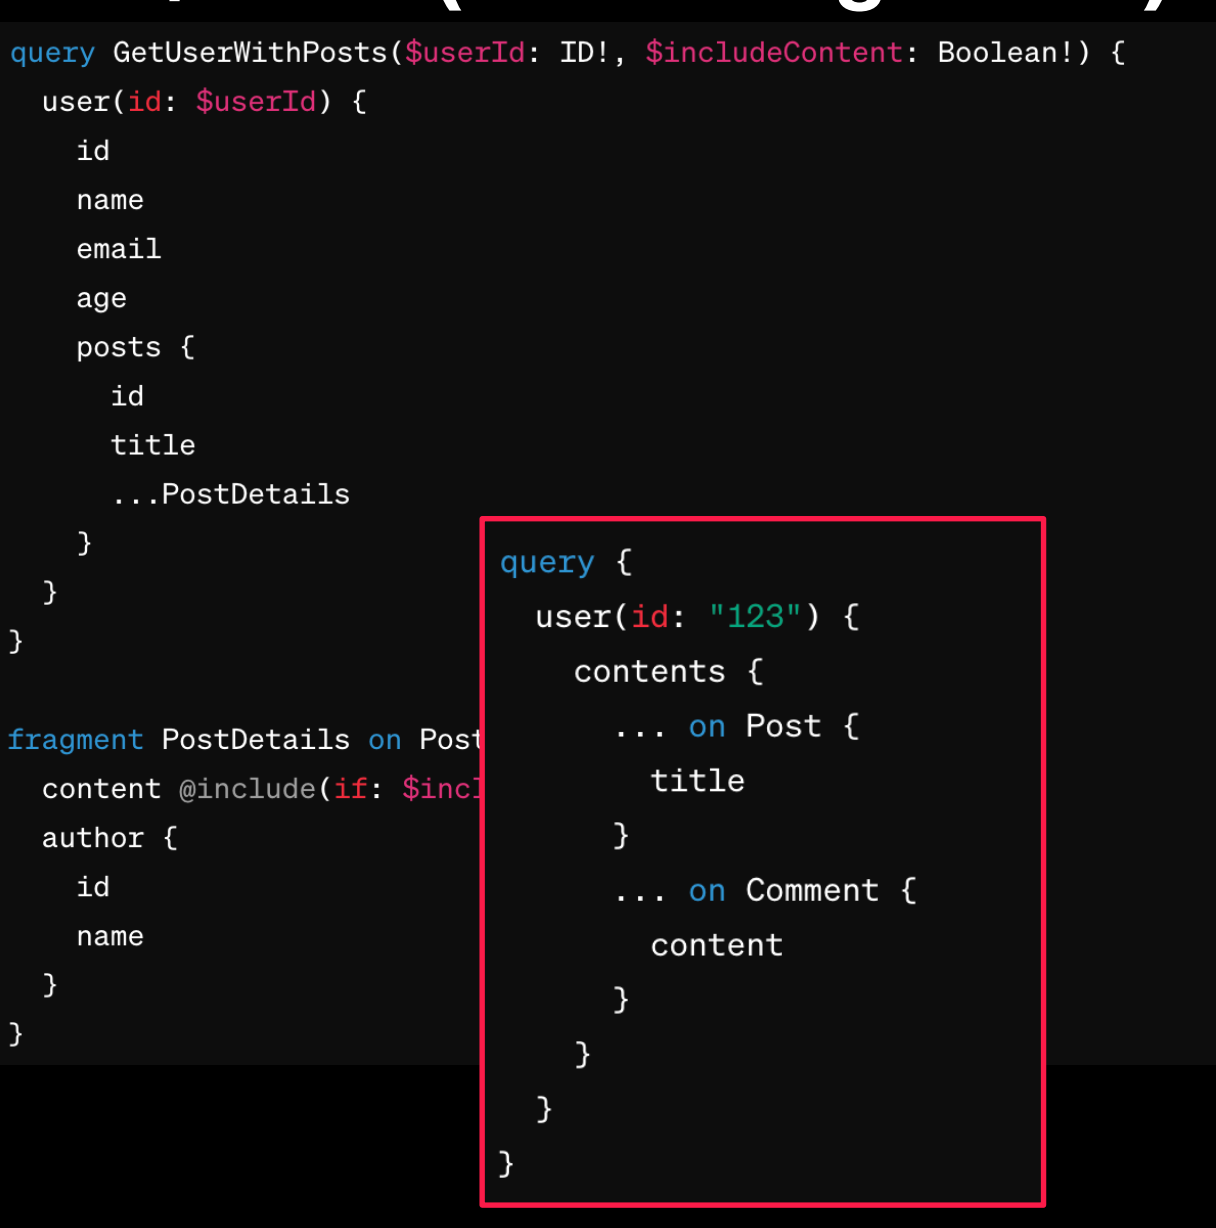 query GetUserWithPosts($userId: ID!, $includeContent: Boolean!) {
user(id: $userId) {
id
name
email
age
posts {
id
title
...PostDetails
}
}
}
fragment PostDetails on Post
content @include(if: $incl
author {
id
name
}
}
query {
user(id: "123") {
contents {
... on Post {
title
}
... on Comment {
content
}
}
}
}